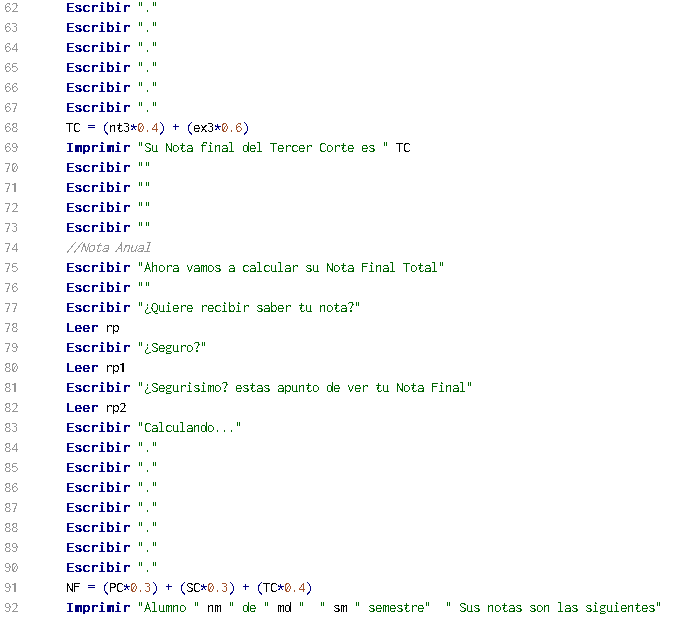 62 Escribir "."
63 Escribir "."
64 Escribir "."
65 Escribir "."
66 Escribir "."
67 Escribir "."
68 TC = (nt3*0.4) + (ex3*0.6)
69 Imprimir "Su Nota final del Tercer Corte es " TC
70 Escribir ""
71 Escribir ""
72 Escribir ""
73 Escribir ""
74 //Nota Anual
75 Escribir "Ahora vamos a calcular su Nota Final Total"
76 Escribir ""
77 Escribir "¿Quiere recibir saber tu nota?"
78 Leer rp
79 Escribir "¿Seguro?"
80 Leer rp1
81 Escribir "¿Segurisimo? estas apunto de ver tu Nota Final"
82 Leer rp2
83 Escribir "Calculando..."
84 Escribir "."
85 Escribir "."
86 Escribir "."
87 Escribir "."
88 Escribir "."
89 Escribir "."
90 Escribir "."
91 NF = (PC*0.3) + (SC*0.3) + (TC*0.4)
92 Imprimir "Alumno " nm " de " md "  " sm " semestre"  " Sus notas son las siguientes"